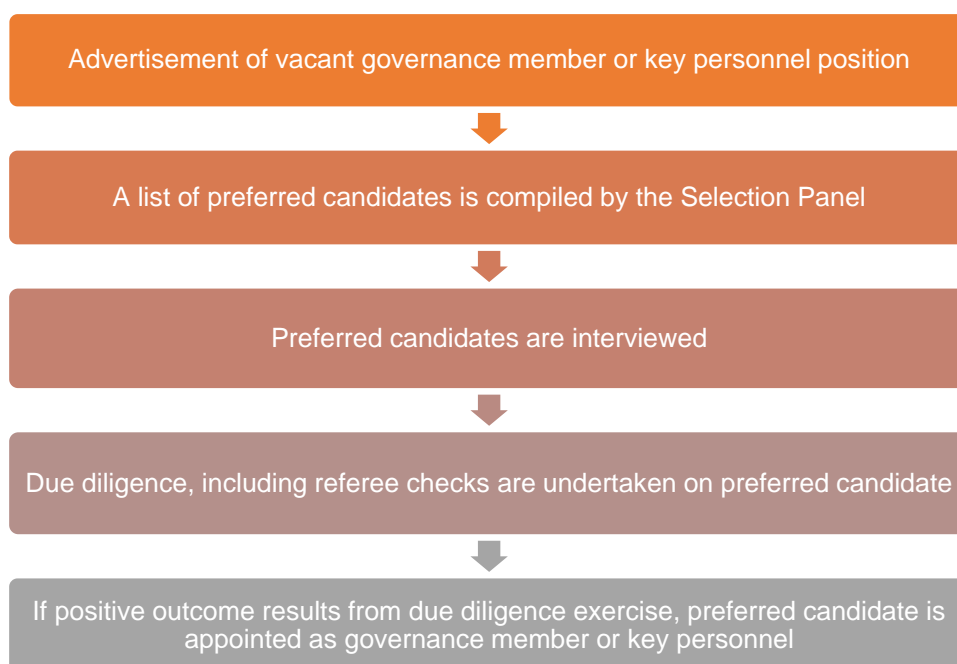 Advertisement of vacant governance member or key personnel position
A list of preferred candidates is compiled by the Selection Panel
Preferred candidates are interviewed
Due diligence, including referee checks are undertaken on preferred candidate
If positive outcome results from due diligence exercise, preferred candidate is
appointed as governance member or key personnel